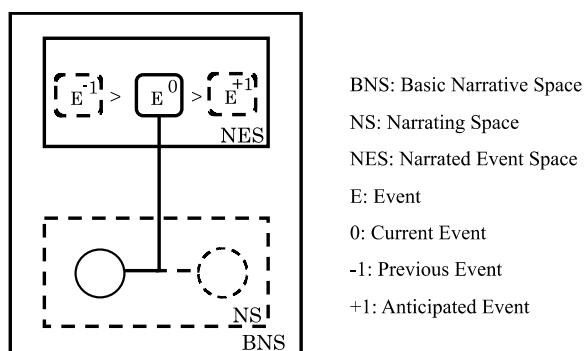 E-1 > E0 > E+1
NES
NS
BNS
BNS: Basic Narrative Space
NS: Narrating Space
NES: Narrated Event Space
E: Event
0: Current Event
-1: Previous Event
+1: Anticipated Event